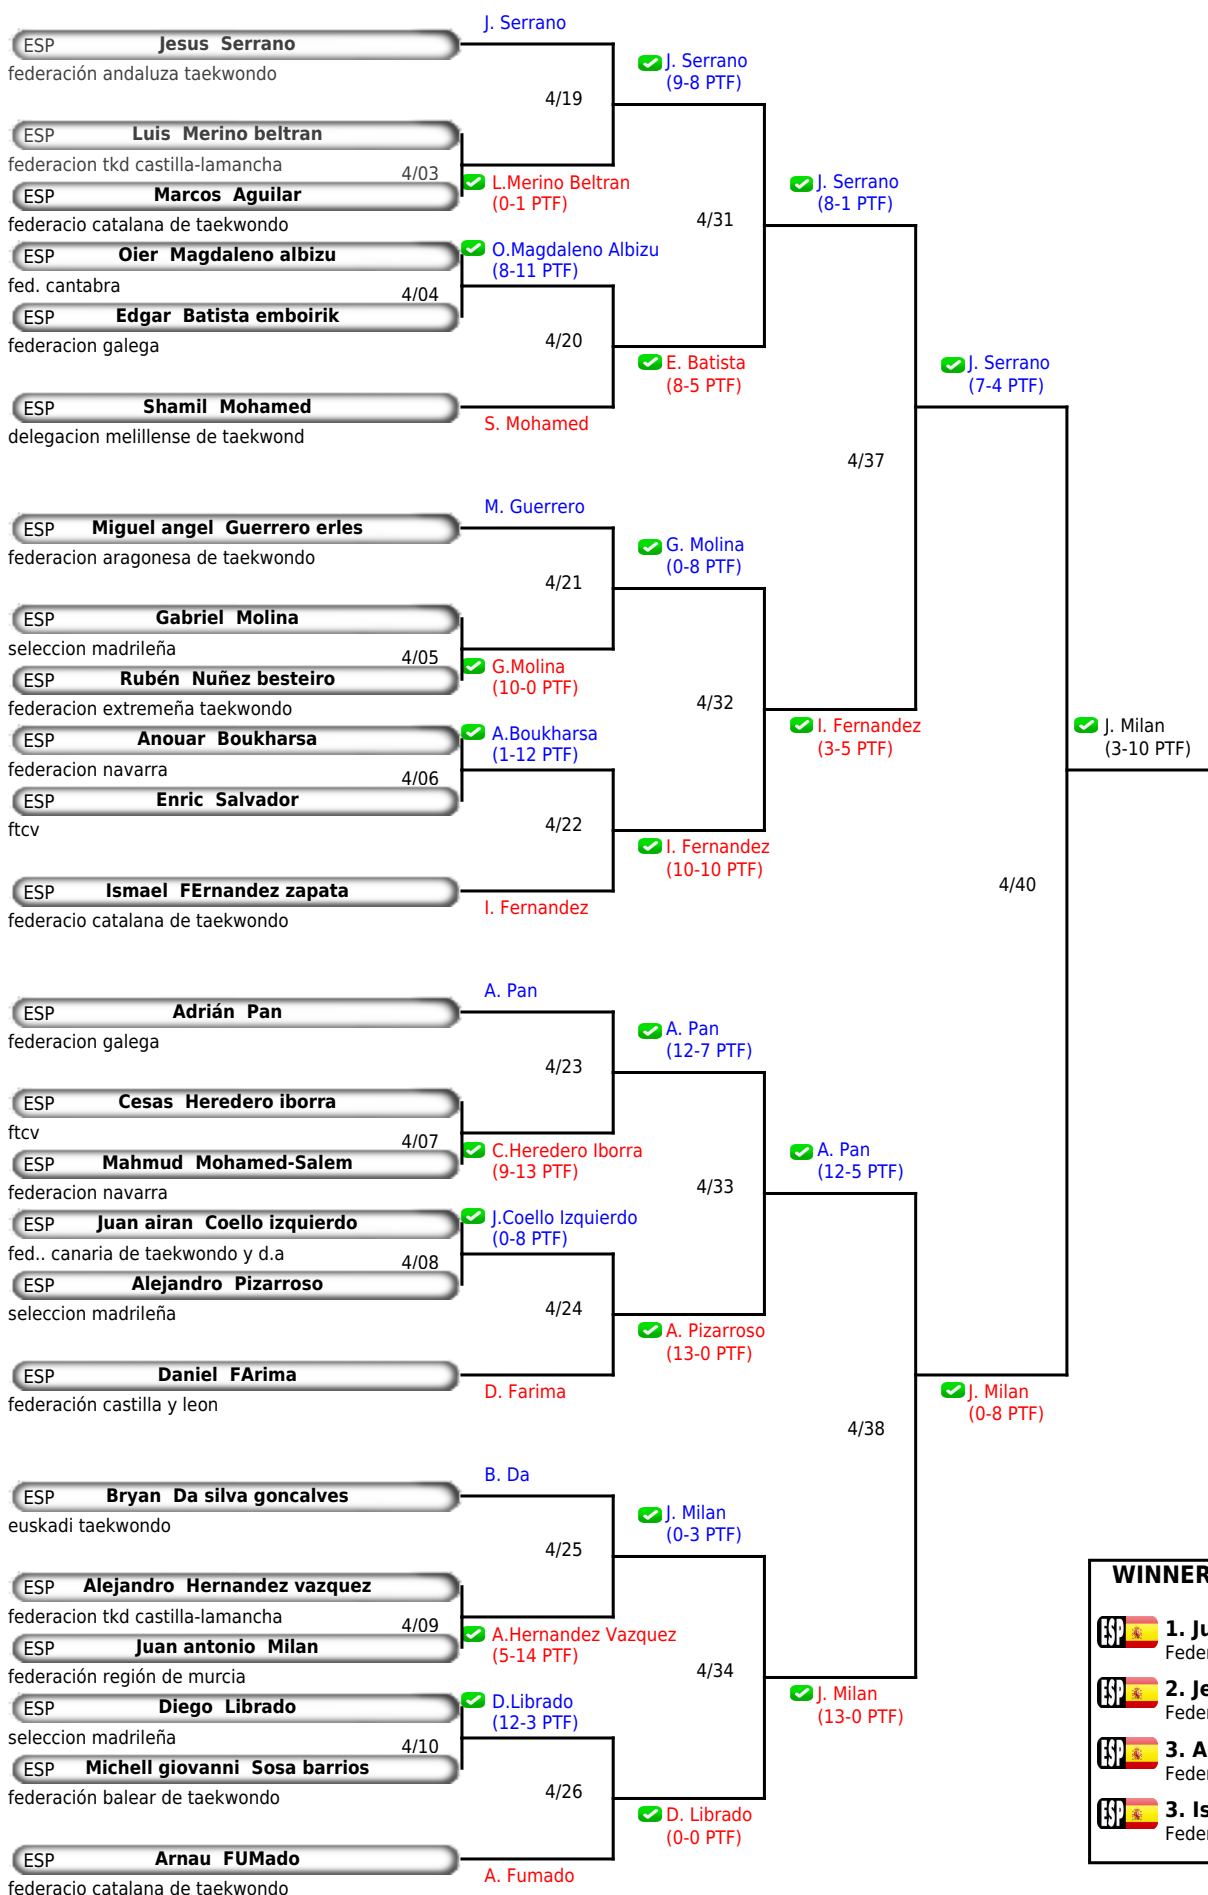 J. Serrano
ESP Jesus Serrano
federación andaluza taekwondo
J. Serrano
(9-8 PTF)
4/19
ESP Luis Merino beltran
federacion tkd castilla-lamancha
4/03
L.Merino Beltran
(0-1 PTF)
ESP Marcos Aguilar
federacio catalana de taekwondo
J. Serrano
(8-1 PTF)
4/31
ESP Oier Magdaleno albizu
fed. cantabra
O.Magdaleno Albizu
(8-11 PTF)
4/04
ESP Edgar Batista emboirik
federacion galega
4/20
E. Batista
(8-5 PTF)
J. Serrano
(7-4 PTF)
ESP Shamil Mohamed
delegacion melillense de taekwond
S. Mohamed
4/37
M. Guerrero
ESP Miguel angel Guerrero erles
federacion aragonesa de taekwondo
G. Molina
(0-8 PTF)
4/21
ESP Gabriel Molina
seleccion madrileña
4/05
G.Molina
(10-0 PTF)
ESP Rubén Nuñez besteiro
federacion extremeña taekwondo
4/32
ESP Anouar Boukharsa
federacion navarra
A.Boukharsa
(1-12 PTF)
I. Fernandez
(3-5 PTF)
J. Milan
(3-10 PTF)
4/06
ESP Enric Salvador
ftcv
4/22
I. Fernandez
(10-10 PTF)
ESP Ismael FErnandez zapata
federacio catalana de taekwondo
I. Fernandez
4/40
A. Pan
ESP Adrián Pan
federacion galega
A. Pan
(12-7 PTF)
4/23
ESP Cesas Heredero iborra
ftcv
4/07
C.Heredero Iborra
(9-13 PTF)
ESP Mahmud Mohamed-Salem
federacion navarra
A. Pan
(12-5 PTF)
4/33
ESP Juan airan Coello izquierdo
fed.. canaria de taekwondo y d.a
J.Coello Izquierdo
(0-8 PTF)
4/08
ESP Alejandro Pizarroso
seleccion madrileña
4/24
A. Pizarroso
(13-0 PTF)
ESP Daniel FArima
federación castilla y leon
D. Farima
J. Milan
(0-8 PTF)
4/38
B. Da
ESP Bryan Da silva goncalves
euskadi taekwondo
J. Milan
(0-3 PTF)
4/25
ESP Alejandro Hernandez vazquez
federacion tkd castilla-lamancha
4/09
A.Hernandez Vazquez
(5-14 PTF)
ESP Juan antonio Milan
federación región de murcia
4/34
ESP Diego Librado
seleccion madrileña
D.Librado
(12-3 PTF)
J. Milan
(13-0 PTF)
4/10
ESP Michell giovanni Sosa barrios
federación balear de taekwondo
4/26
D. Librado
(0-0 PTF)
ESP Arnau FUMado
federacio catalana de taekwondo
A. Fumado
WINNER
ESP 1. Ju
Feder
ESP 2. Je
Feder
ESP 3. A
Feder
ESP 3. Is
Feder